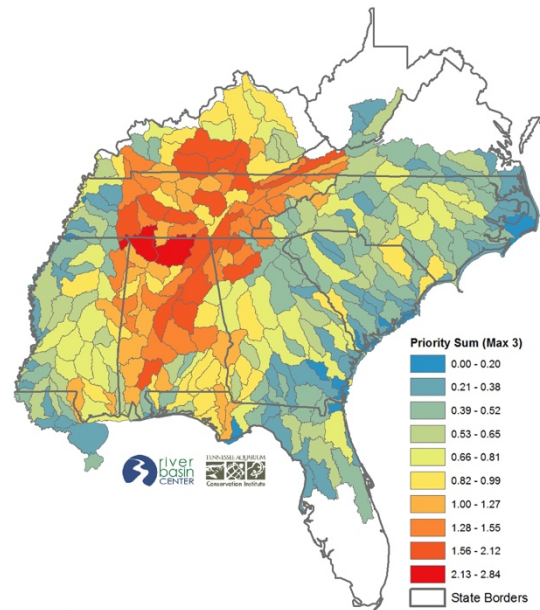 Priority Sum (Max 3)
0.00 - 0.20
0.21 - 0.38
0.39 - 0.52
0.53 - 0.65
0.66 - 0.81
0.82 - 0.99
1.00 - 1.27
1.28 - 1.55
1.56 - 2.12
2.13 - 2.84
State Borders
river
basin
CENTER
TENNESSEE AQUARIUM
Conservation Institute